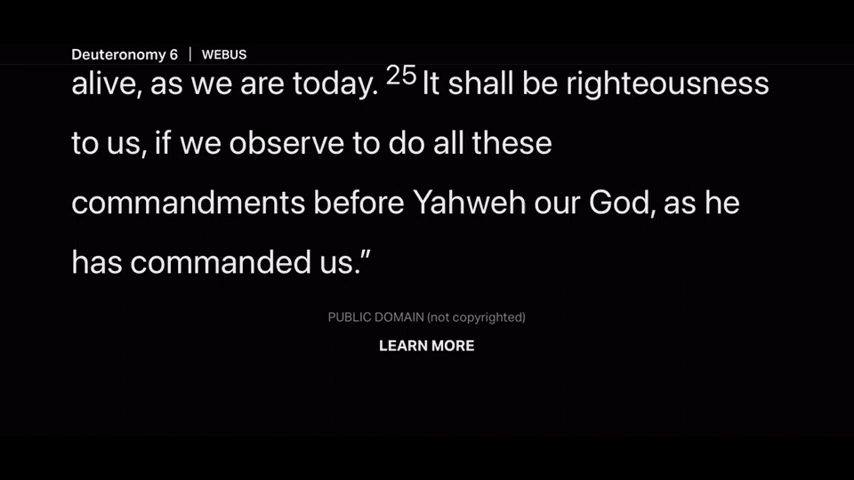 Deuteronomy 6 | WEBUS
alive, as we are today. 25 It shall be righteousness
to us, if we observe to do all these
commandments before Yahweh our God, as he
has commanded us.”
PUBLIC DOMAIN (not copyrighted)
LEARN MORE